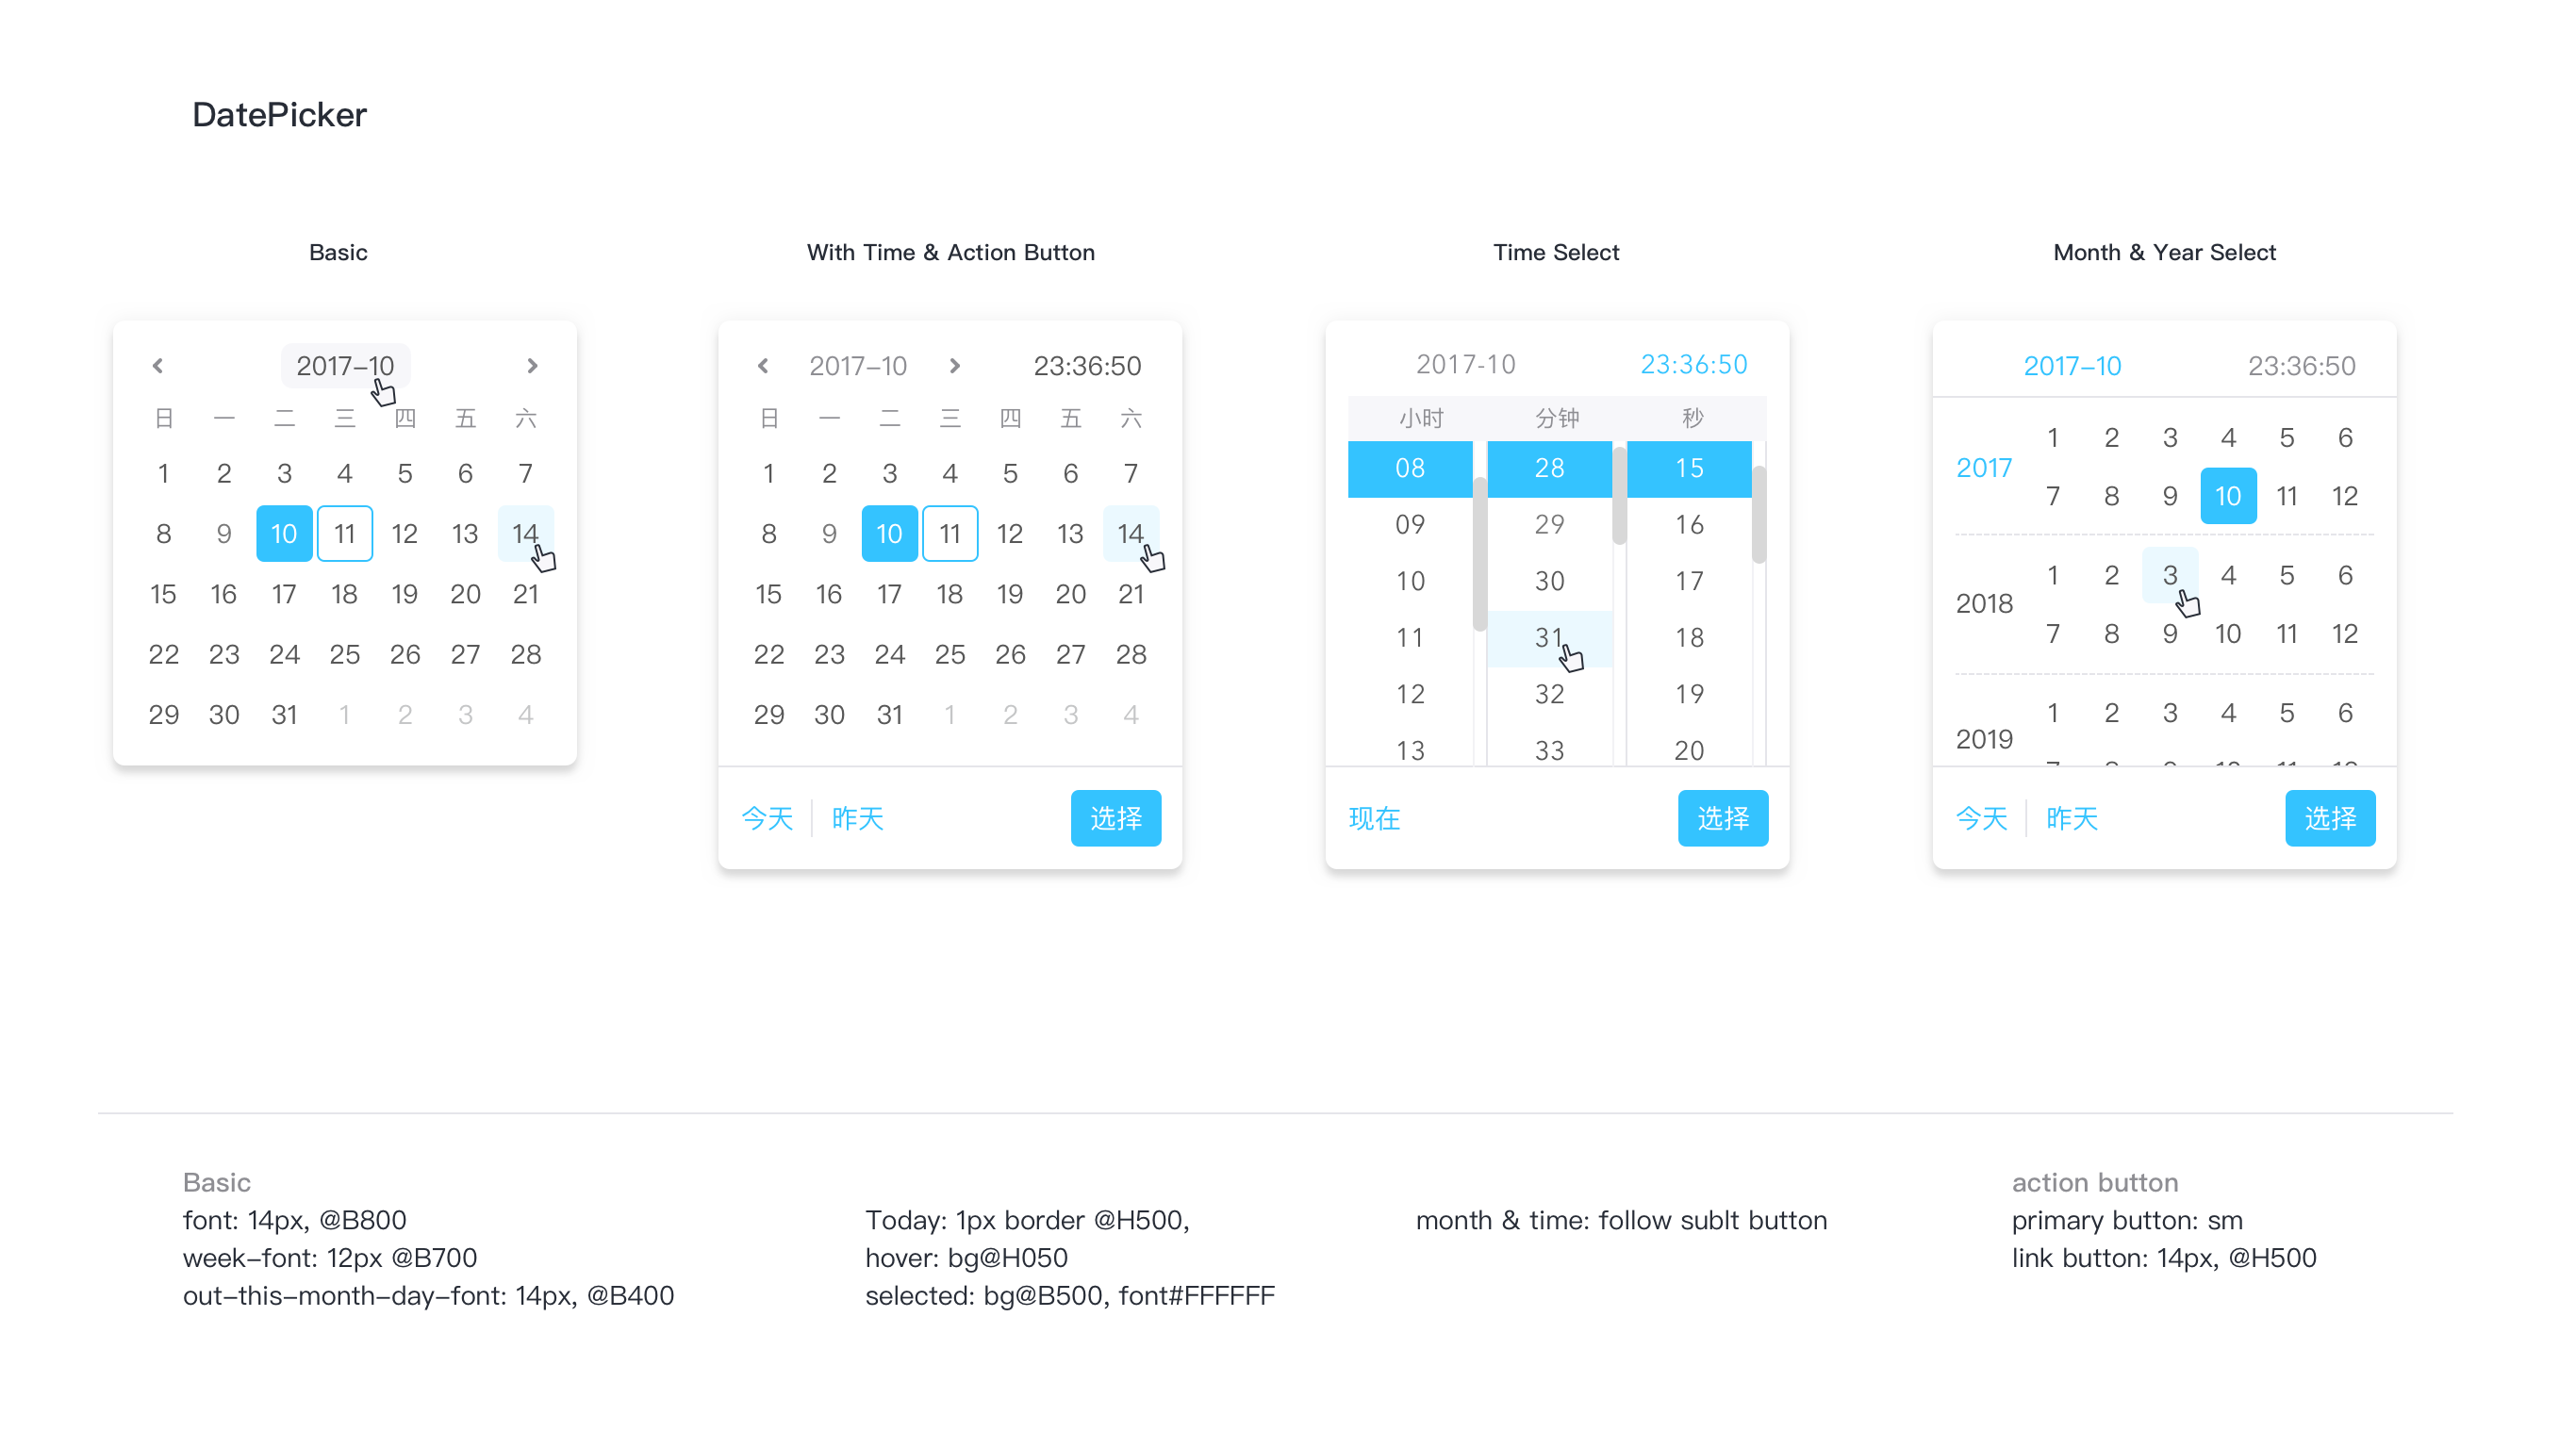 DatePicker
Basic
2017–10
日 一 二 三 四 五 六
1 2 3 4 5 6 7
8 9 10 11 12 13 14
15 16 17 18 19 20 21
22 23 24 25 26 27 28
29 30 31 1 2 3 4
With Time & Action Button
2017–10 23:36:50
日 一 二 三 四 五 六
1 2 3 4 5 6 7
8 9 10 11 12 13 14
15 16 17 18 19 20 21
22 23 24 25 26 27 28
29 30 31 1 2 3 4
今天 昨天 选择
Time Select
2017-10 23:36:50
小时 分钟 秒
08 28 15
09 29 16
10 30 17
11 31 18
12 32 19
13 33 20
现在 选择
Month & Year Select
2017–10 23:36:50
2017
1 2 3 4 5 6
7 8 9 10 11 12
2018
1 2 3 4 5 6
7 8 9 10 11 12
2019
1 2 3 4 5 6
今天 昨天 选择
Basic
font: 14px, @B800
week–font: 12px @B700
out–this–month–day–font: 14px, @B400
Today: 1px border @H500,
hover: bg@H050
selected: bg@B500, font#FFFFFF
month & time: follow sublt button
action button
primary button: sm
link button: 14px, @H500